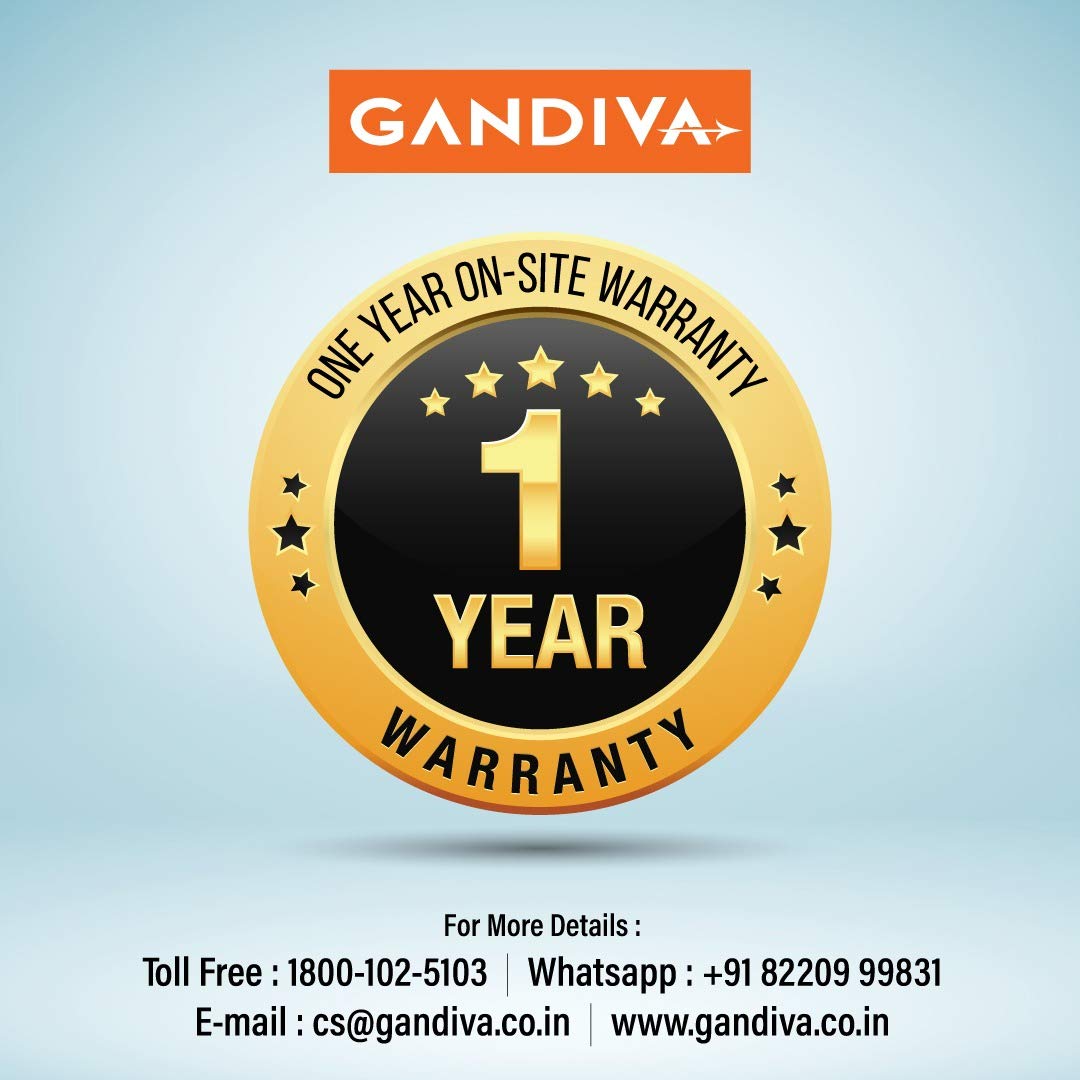 GANDIVA
ONE YEAR ON-SITE WARRANTY
1
YEAR
WARRANTY
For More Details :
Toll Free : 1800-102-5103 | Whatsapp : +91 82209 99831
E-mail : cs@gandiva.co.in | www.gandiva.co.in